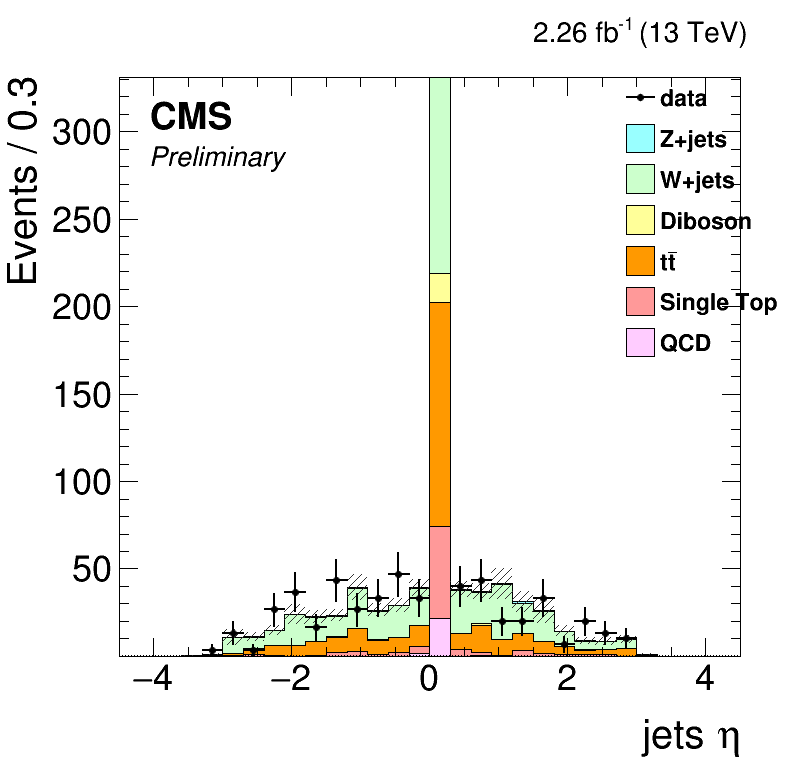 2.26 fb-1 (13 TeV)
CMS
Preliminary
data
Z+jets
W+jets
Diboson
tt̄
Single Top
QCD
Events / 0.3
300
250
200
150
100
50
−4 −2 0 2 4
jets η